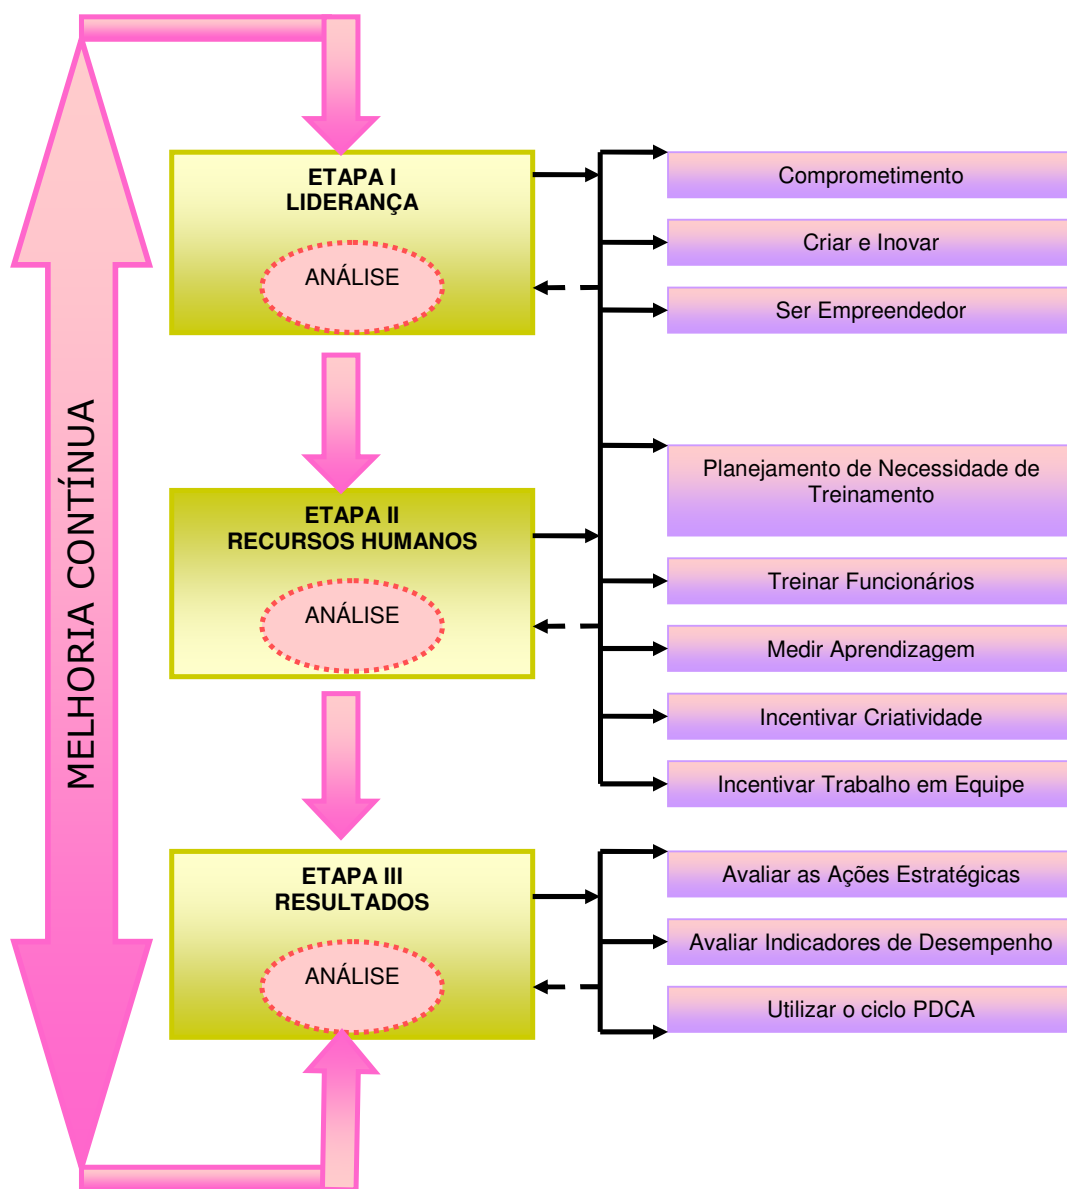 MELHORIA CONTÍNUA
ETAPA I
LIDERANÇA
ANÁLISE
Comprometimento
Criar e Inovar
Ser Empreendedor
ETAPA II
RECURSOS HUMANOS
ANÁLISE
Planejamento de Necessidade de
Treinamento
Treinar Funcionários
Medir Aprendizagem
Incentivar Criatividade
Incentivar Trabalho em Equipe
ETAPA III
RESULTADOS
ANÁLISE
Avaliar as Ações Estratégicas
Avaliar Indicadores de Desempenho
Utilizar o ciclo PDCA